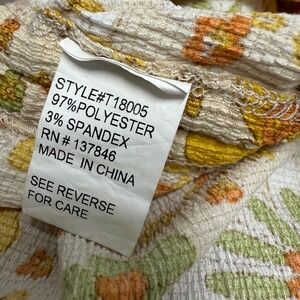 STYLE#T18005
97%POLYESTER
3% SPANDEX
RN # 137846
MADE IN CHINA
SEE REVERSE
FOR CARE